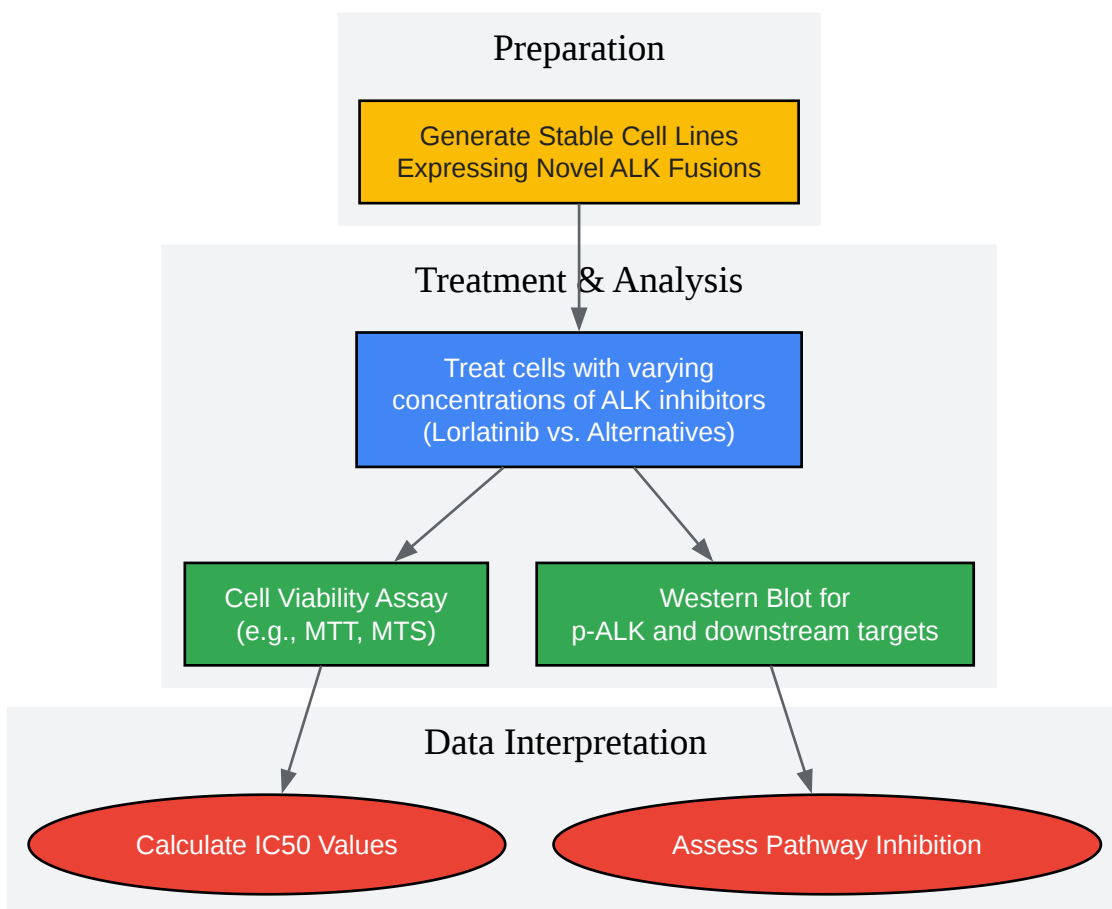 Preparation
Generate Stable Cell Lines
Expressing Novel ALK Fusions
Treatment & Analysis
Treat cells with varying
concentrations of ALK inhibitors
(Lorlatinib vs. Alternatives)
Cell Viability Assay
(e.g., MTT, MTS)
Western Blot for
p-ALK and downstream targets
Data Interpretation
Calculate IC50 Values
Assess Pathway Inhibition